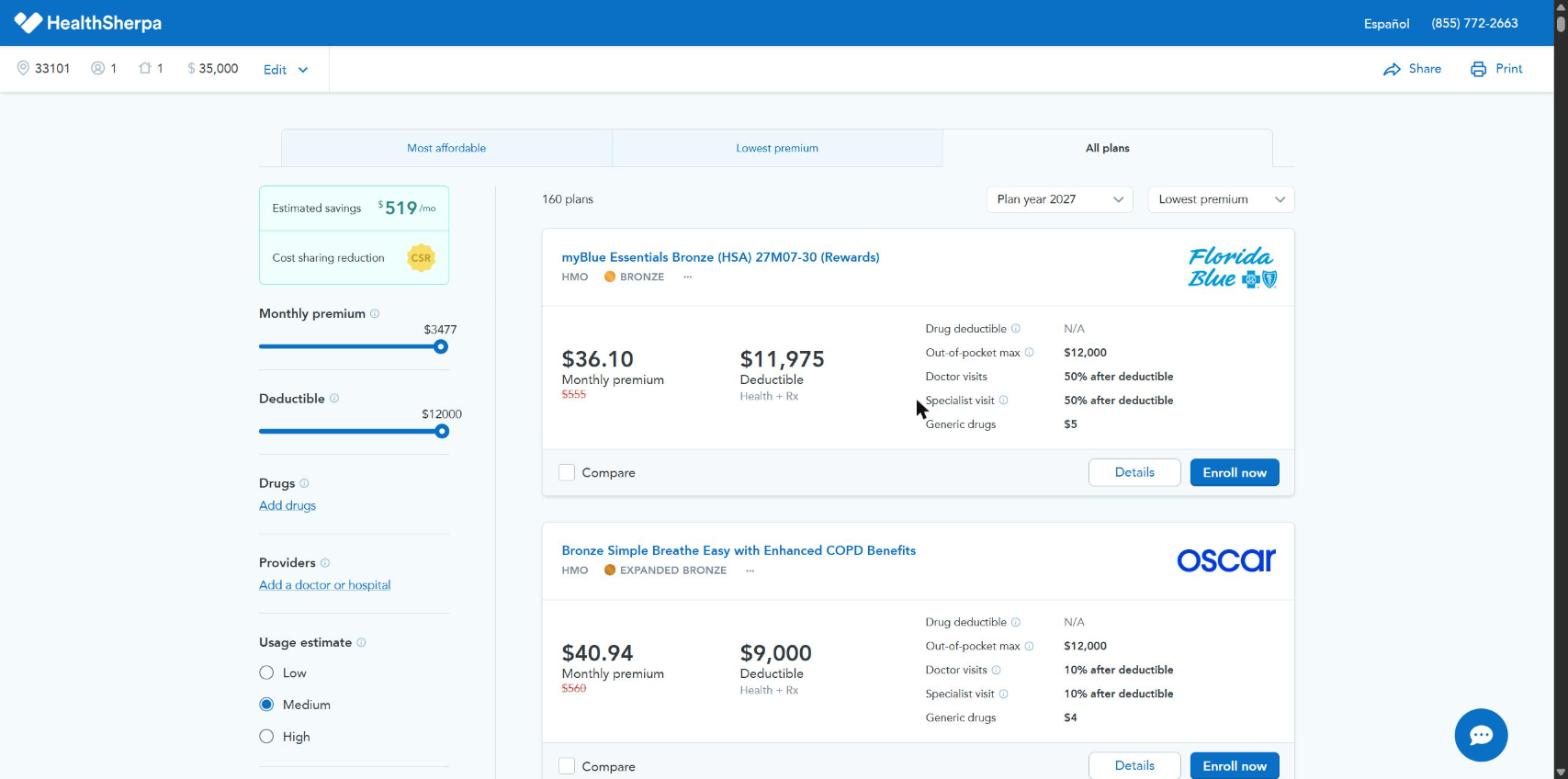 HealthSherpa
Español (855) 772-2663
33101 1 1 $ 35,000 Edit Share Print
Most affordable Lowest premium All plans
Estimated savings $519/mo
Cost sharing reduction CSR
Monthly premium
$3477
Deductible
$12000
Drugs
Add drugs
Providers
Add a doctor or hospital
Usage estimate
Low
Medium
High
160 plans Plan year 2027 Lowest premium
myBlue Essentials Bronze (HSA) 27M07-30 (Rewards)
HMO BRONZE ...
Florida
Blue
$36.10
Monthly premium
$555
$11,975
Deductible
Health + Rx
Drug deductible N/A
Out-of-pocket max $12,000
Doctor visits 50% after deductible
Specialist visit 50% after deductible
Generic drugs $5
Compare Details Enroll now
Bronze Simple Breathe Easy with Enhanced COPD Benefits
HMO EXPANDED BRONZE ...
oscar
$40.94
Monthly premium
$560
$9,000
Deductible
Health + Rx
Drug deductible N/A
Out-of-pocket max $12,000
Doctor visits 10% after deductible
Specialist visit 10% after deductible
Generic drugs $4
Compare Details Enroll now